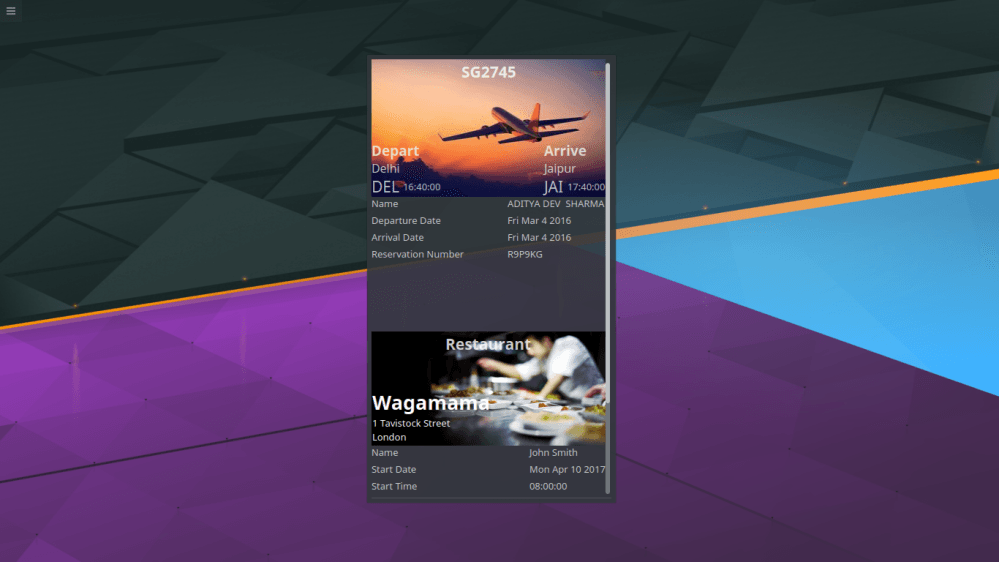 SG2745
Depart Arrive
Delhi Jaipur
DEL 16:40:00 JAI 17:40:00
Name ADITYA DEV SHARMA
Departure Date Fri Mar 4 2016
Arrival Date Fri Mar 4 2016
Reservation Number R9P9KG
Restaurant
Wagamama
1 Tavistock Street
London
Name John Smith
Start Date Mon Apr 10 2017
Start Time 08:00:00